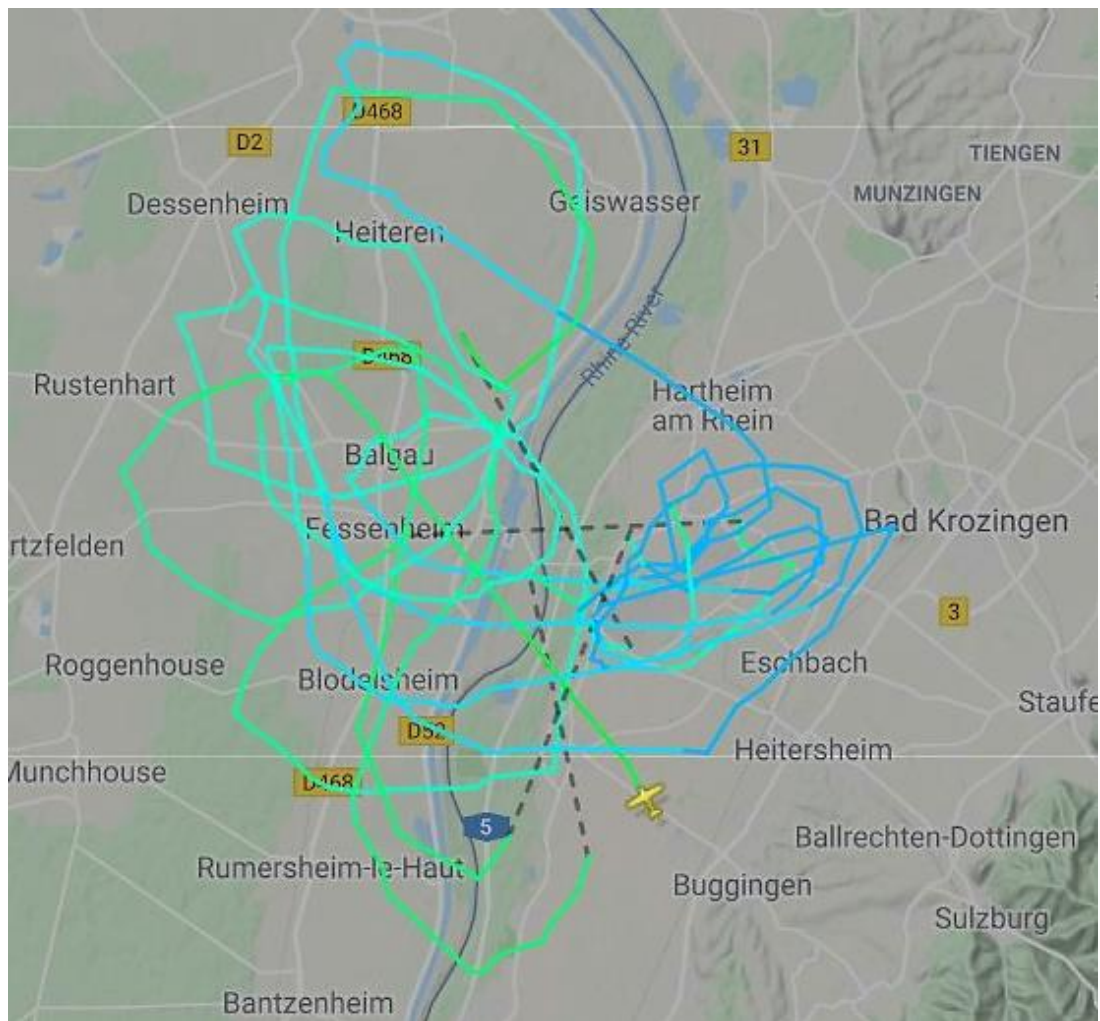 D468
D2
31
TIENGEN
MUNZINGEN
Dessenheim
Geiswasser
Heiteren
Rhine River
D468
Rustenhart
Hartheim
am Rhein
Balgau
Fessenheim
Bad Krozingen
rtzfelden
3
Roggenhouse
Blodelsheim
Eschbach
Staufe
D52
Heitersheim
Munchhouse
D468
5
Ballrechten-Dottingen
Rumersheim-le-Haut
Buggingen
Sulzburg
Bantzenheim